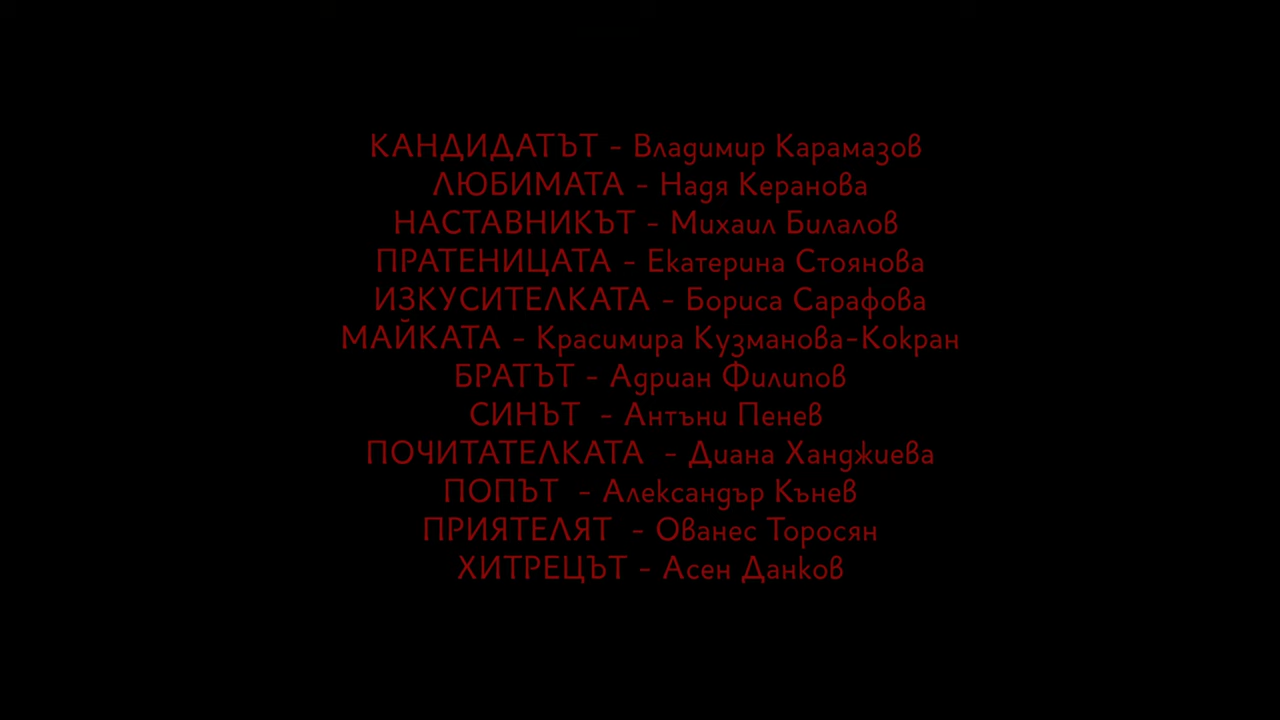 КАНДИДАТЪТ - Владимир Карамазов
ЛЮБИМАТА - Надя Керанова
НАСТАВНИКЪТ - Михаил Билалов
ПРАТЕНИЦАТА - Екатерина Стоянова
ИЗКУСИТЕЛКАТА - Бориса Сарафова
МАЙКАТА - Красимира Кузманова-Кокран
БРАТЪТ - Адриан Филипов
СИНЪТ - Антъни Пенев
ПОЧИТАТЕЛКАТА - Диана Ханджиева
ПОПЪТ - Александър Кънев
ПРИЯТЕЛЯТ - Ованес Торосян
ХИТРЕЦЪТ - Асен Данков